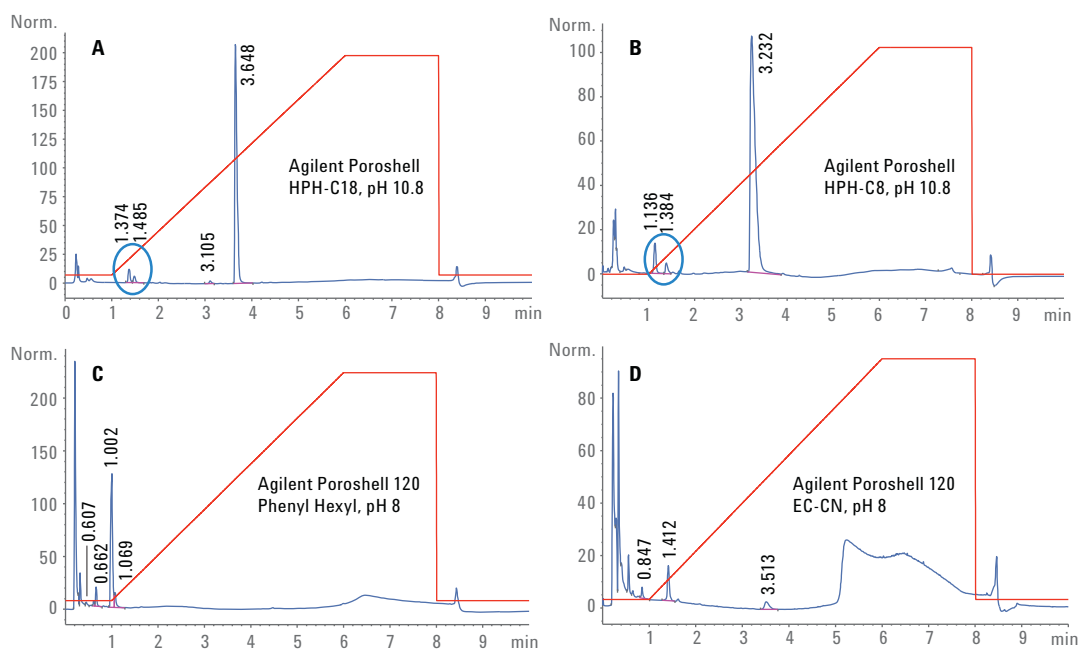 Norm.
A
200
175
150
125
100
75
50
25
0
3.648
Agilent Poroshell
HPH-C18, pH 10.8
1.374
1.485
3.105
0 1 2 3 4 5 6 7 8 9 min
Norm.
B
100
80
60
40
20
0
3.232
Agilent Poroshell
HPH-C8, pH 10.8
1.136
1.384
1 2 3 4 5 6 7 8 9 min
Norm.
C
200
150
100
50
0
1.002
Agilent Poroshell 120
Phenyl Hexyl, pH 8
0.607
0.662
1.069
1 2 3 4 5 6 7 8 9 min
Norm.
D
80
60
40
20
0
Agilent Poroshell 120
EC-CN, pH 8
0.847
1.412
3.513
1 2 3 4 5 6 7 8 9 min